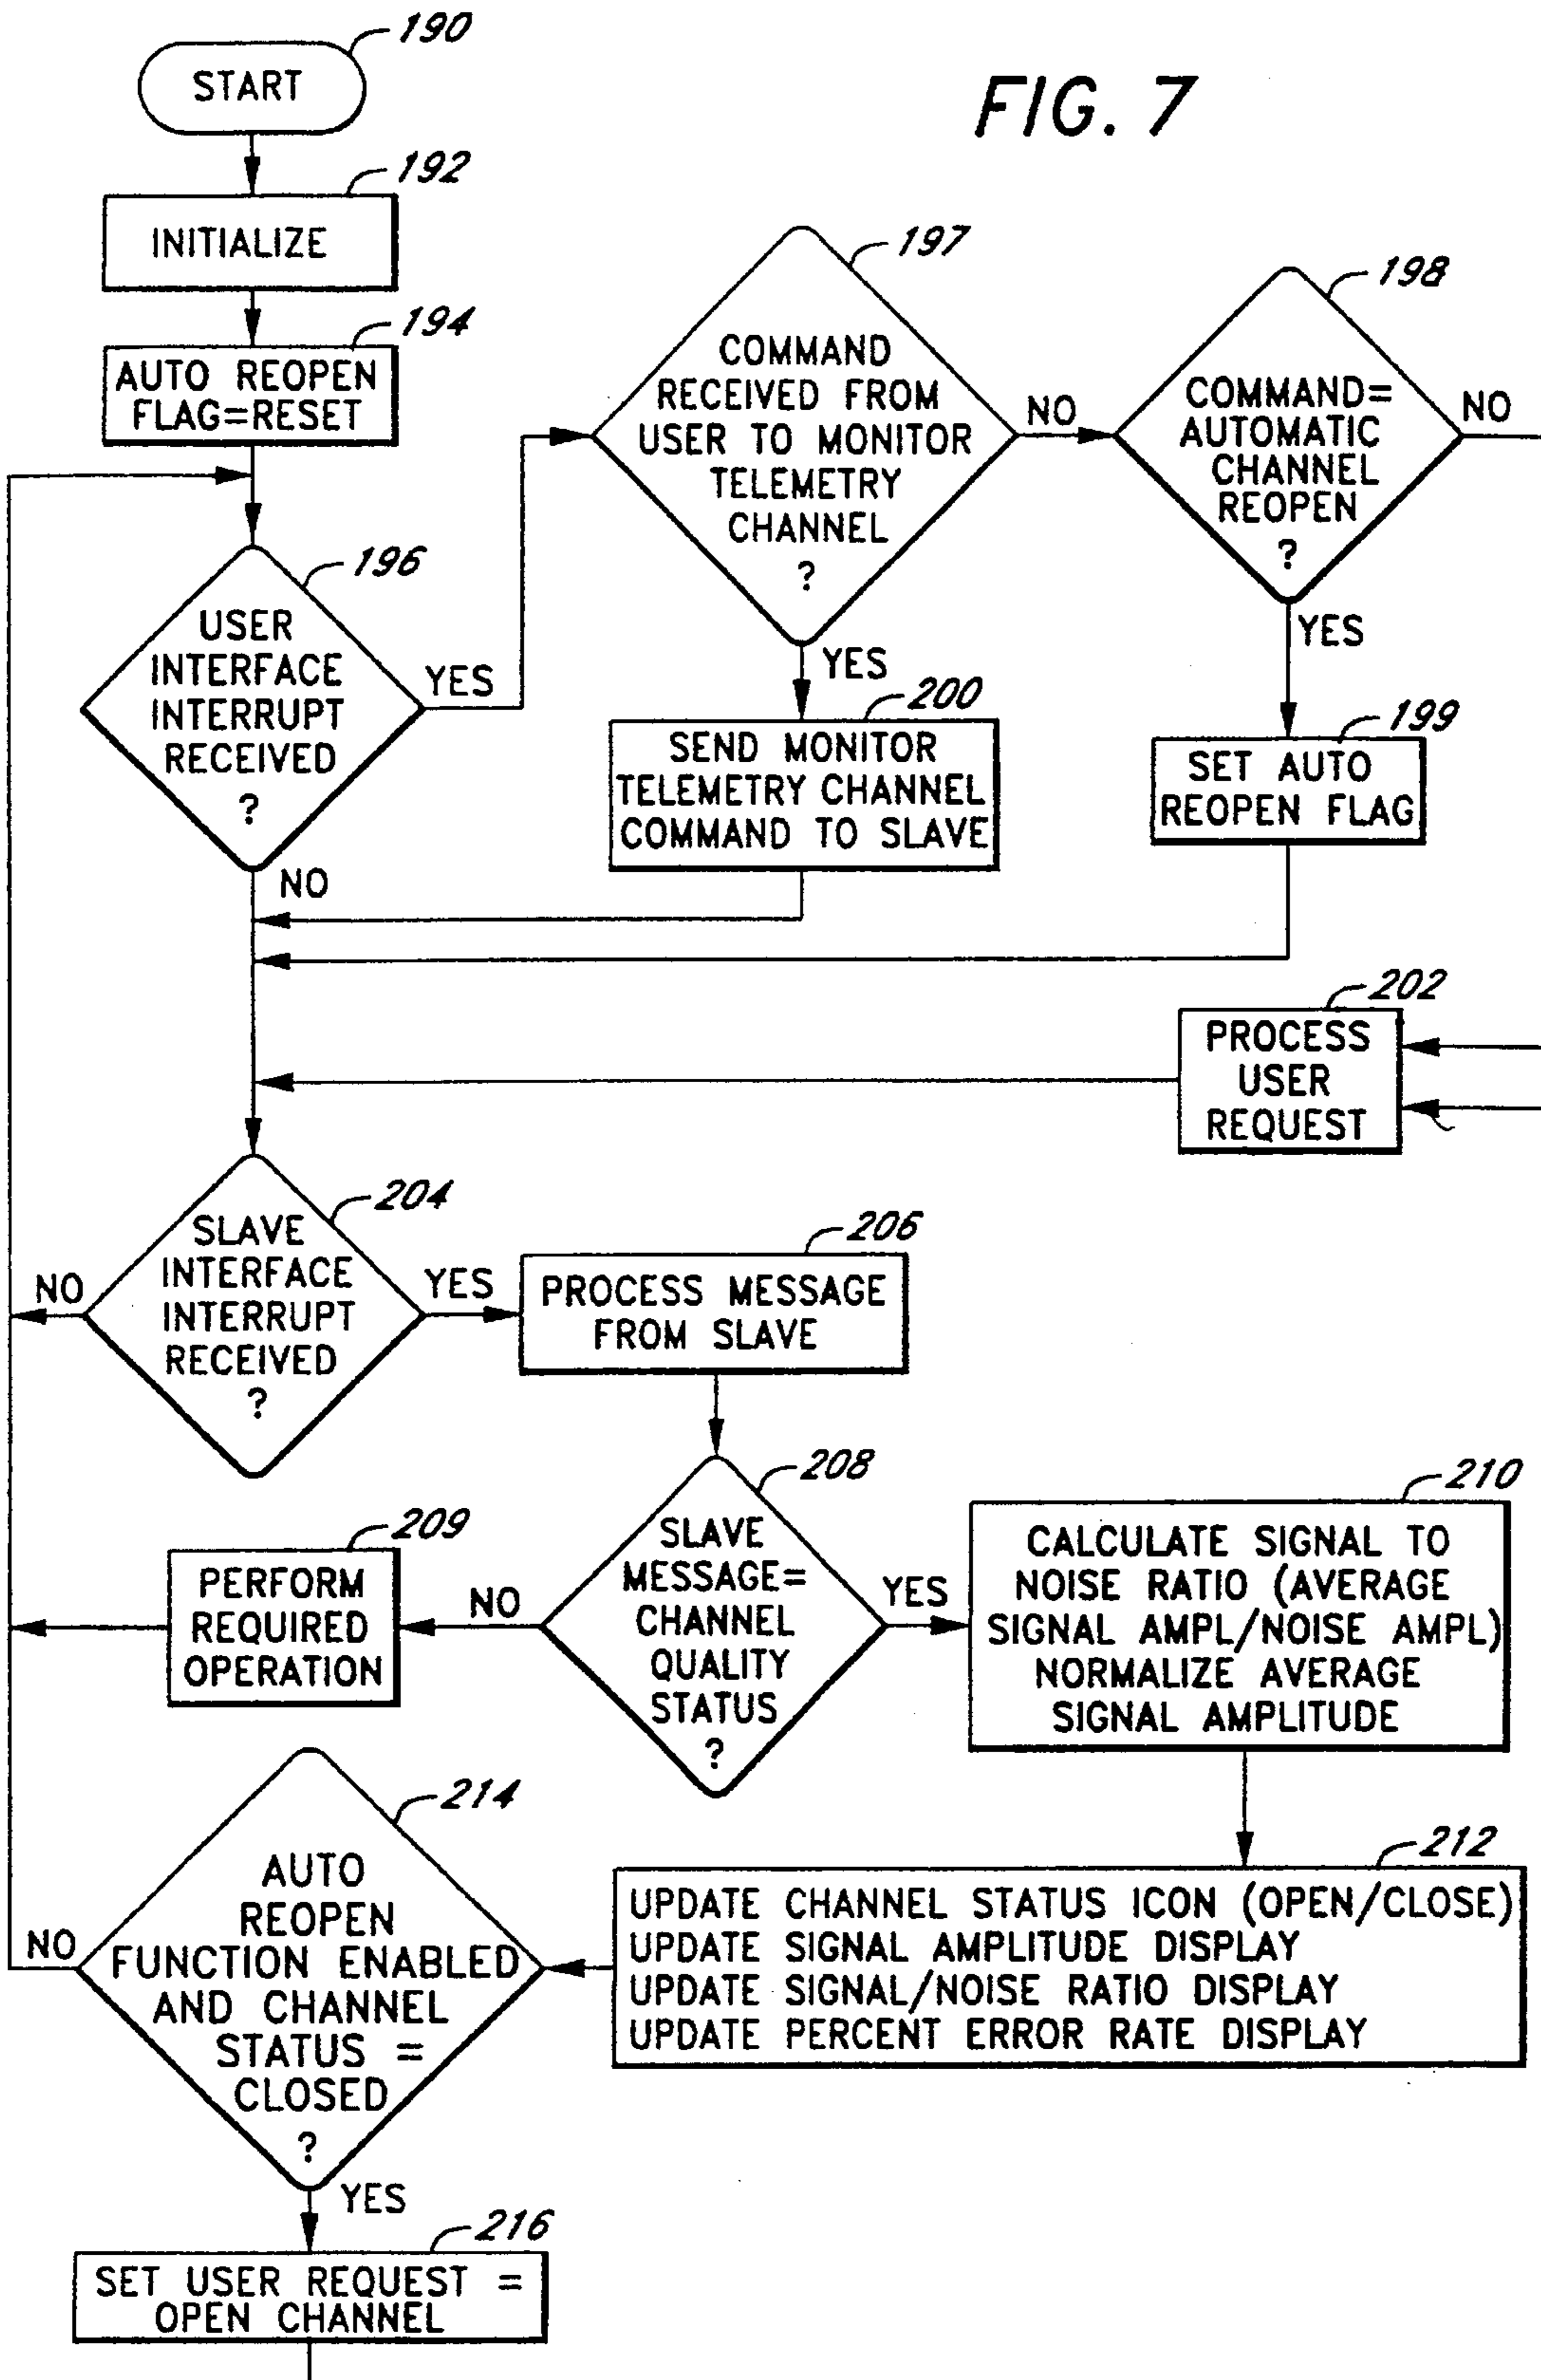 190
START
FIG. 7
192
INITIALIZE
194
AUTO REOPEN
FLAG=RESET
196
USER
INTERFACE
INTERRUPT
RECEIVED
?
YES
NO
197
COMMAND
RECEIVED FROM
USER TO MONITOR
TELEMETRY
CHANNEL
?
NO
YES
198
COMMAND=
AUTOMATIC
CHANNEL
REOPEN
?
NO
YES
200
SEND MONITOR
TELEMETRY CHANNEL
COMMAND TO SLAVE
199
SET AUTO
REOPEN FLAG
202
PROCESS
USER
REQUEST
204
SLAVE
INTERFACE
INTERRUPT
RECEIVED
?
NO
YES
206
PROCESS MESSAGE
FROM SLAVE
208
SLAVE
MESSAGE=
CHANNEL
QUALITY
STATUS
?
NO
YES
209
PERFORM
REQUIRED
OPERATION
210
CALCULATE SIGNAL TO
NOISE RATIO (AVERAGE
SIGNAL AMPL/NOISE AMPL)
NORMALIZE AVERAGE
SIGNAL AMPLITUDE
212
UPDATE CHANNEL STATUS ICON (OPEN/CLOSE)
UPDATE SIGNAL AMPLITUDE DISPLAY
UPDATE SIGNAL/NOISE RATIO DISPLAY
UPDATE PERCENT ERROR RATE DISPLAY
214
AUTO
REOPEN
FUNCTION ENABLED
AND CHANNEL
STATUS =
CLOSED
?
NO
YES
216
SET USER REQUEST =
OPEN CHANNEL